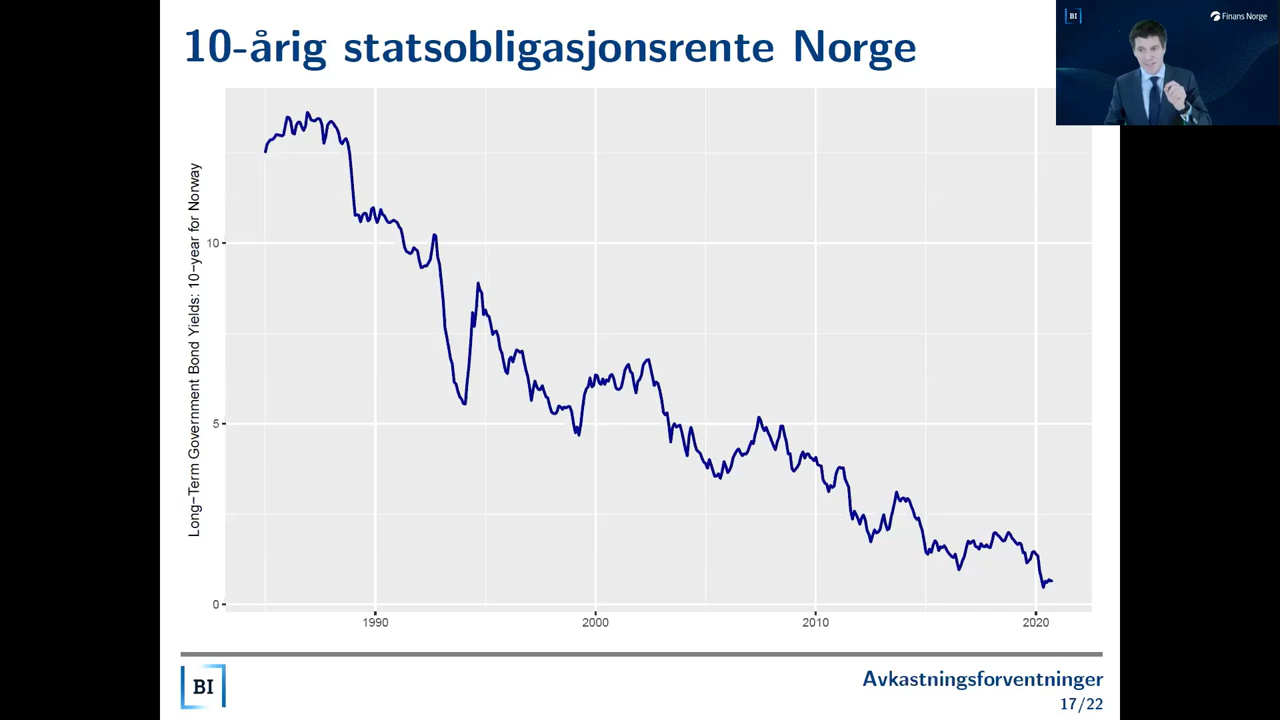 10-årig statsobligasjonsrente Norge
BI
Finans Norge
Long-Term Government Bond Yields: 10-year for Norway
10
5
0
1990
2000
2010
2020
BI
Avkastningsforventninger
17/22